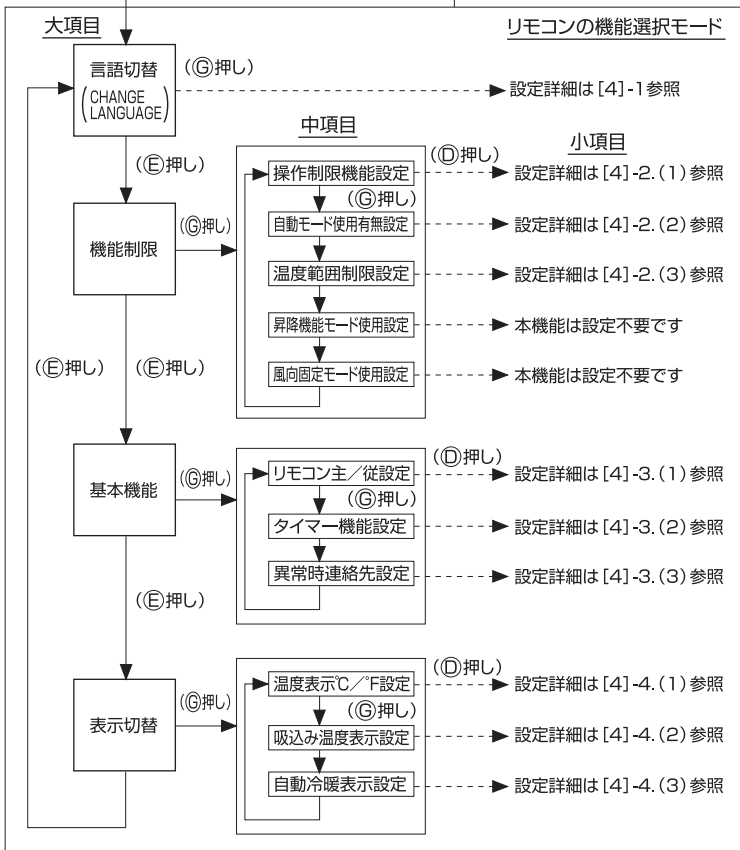 大項目
リモコンの機能選択モード
言語切替
(CHANGE
LANGUAGE)
(Ⓖ押し)
設定詳細は[4]-1参照
(Ⓔ押し)
中項目
小項目
機能制限
(Ⓖ押し)
操作制限機能設定
(Ⓓ押し)
設定詳細は[4]-2.(1)参照
(Ⓖ押し)
自動モード使用有無設定
設定詳細は[4]-2.(2)参照
温度範囲制限設定
設定詳細は[4]-2.(3)参照
昇降機能モード使用設定
本機能は設定不要です
風向固定モード使用設定
本機能は設定不要です
(Ⓔ押し)
(Ⓔ押し)
基本機能
(Ⓖ押し)
リモコン主/従設定
(Ⓓ押し)
設定詳細は[4]-3.(1)参照
(Ⓖ押し)
タイマー機能設定
設定詳細は[4]-3.(2)参照
異常時連絡先設定
設定詳細は[4]-3.(3)参照
(Ⓔ押し)
表示切替
(Ⓖ押し)
温度表示℃/℉設定
(Ⓓ押し)
設定詳細は[4]-4.(1)参照
(Ⓖ押し)
吸込み温度表示設定
設定詳細は[4]-4.(2)参照
自動冷暖表示設定
設定詳細は[4]-4.(3)参照